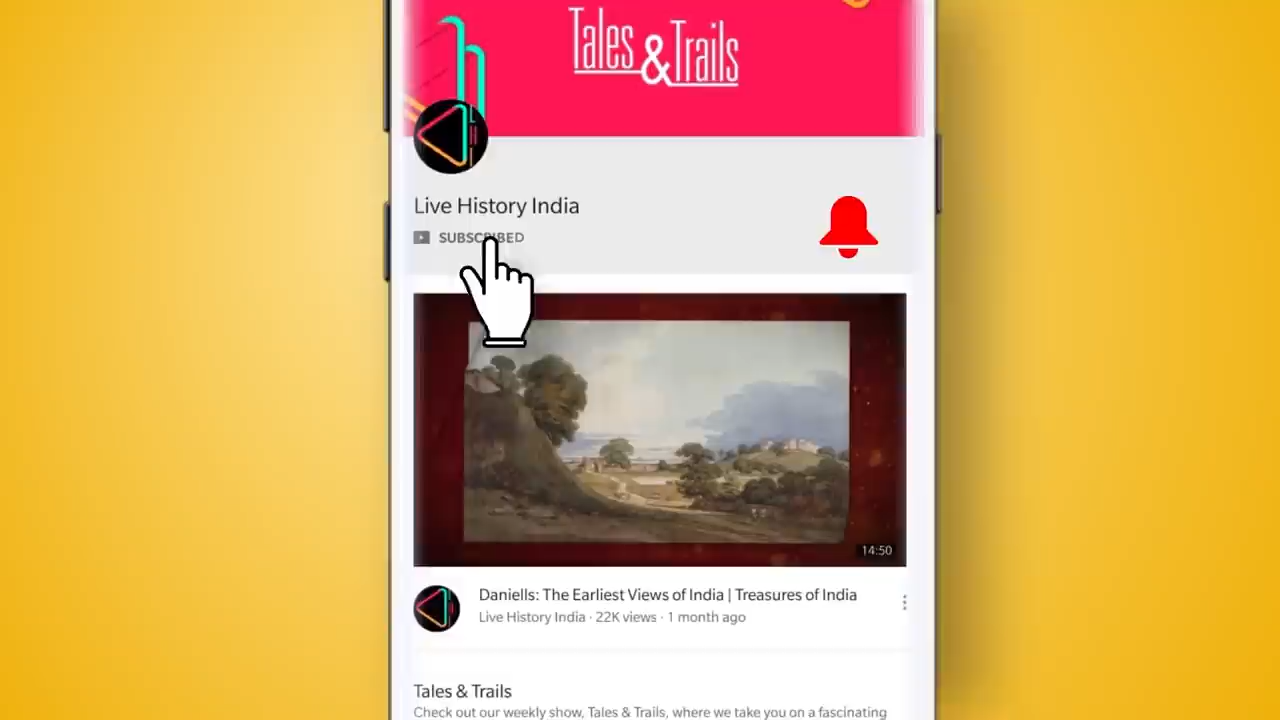 Tales & Trails
Live History India
SUBSCRIBED
14:50
Daniells: The Earliest Views of India | Treasures of India
Live History India · 22K views · 1 month ago
Tales & Trails
Check out our weekly show, Tales & Trails, where we take you on a fascinating